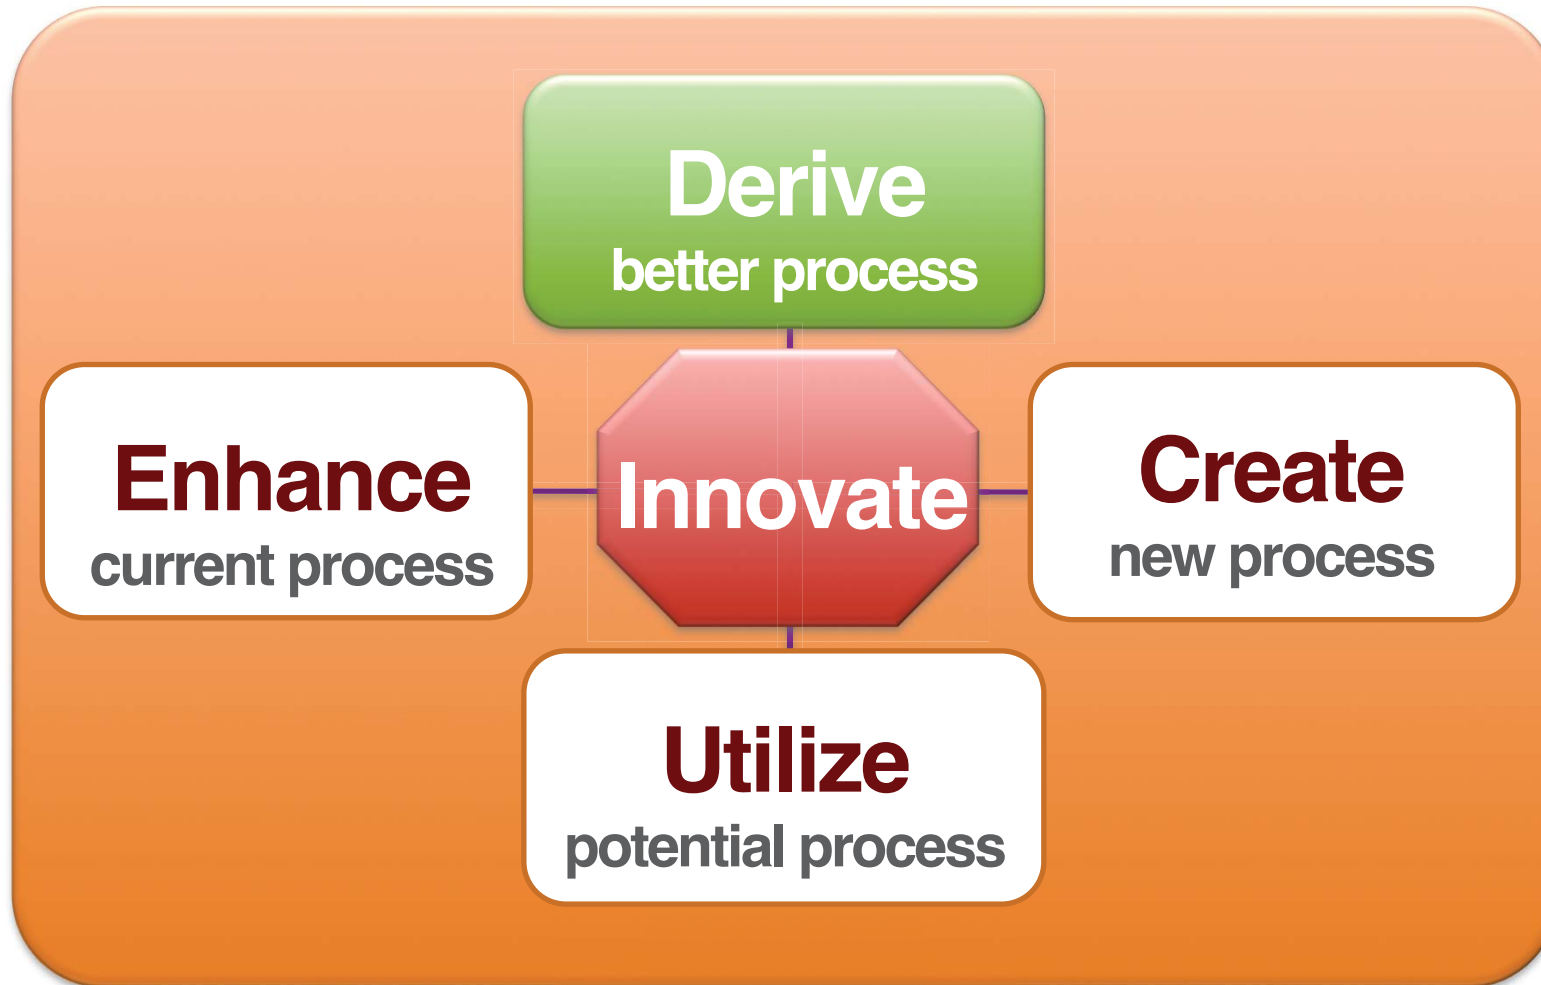 Derive
better process
Enhance
current process
Innovate
Create
new process
Utilize
potential process